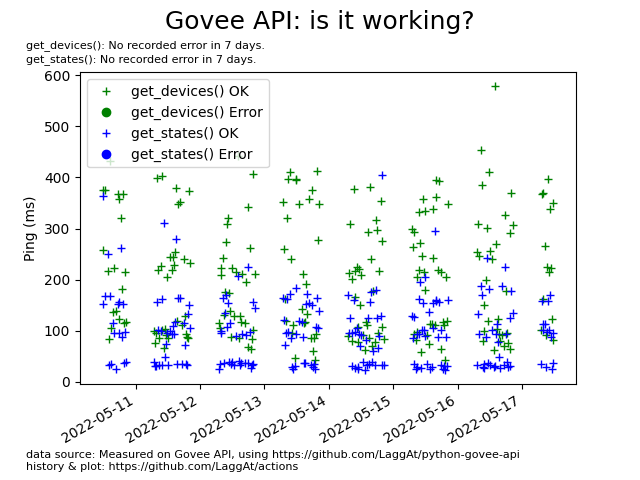 Govee API: is it working?
get_devices(): No recorded error in 7 days.
get_states(): No recorded error in 7 days.
600
500
400
300
200
100
0
Ping (ms)
get_devices() OK
get_devices() Error
get_states() OK
get_states() Error
2022-05-11
2022-05-12
2022-05-13
2022-05-14
2022-05-15
2022-05-16
2022-05-17
data source: Measured on Govee API, using https://github.com/LaggAt/python-govee-api
history & plot: https://github.com/LaggAt/actions